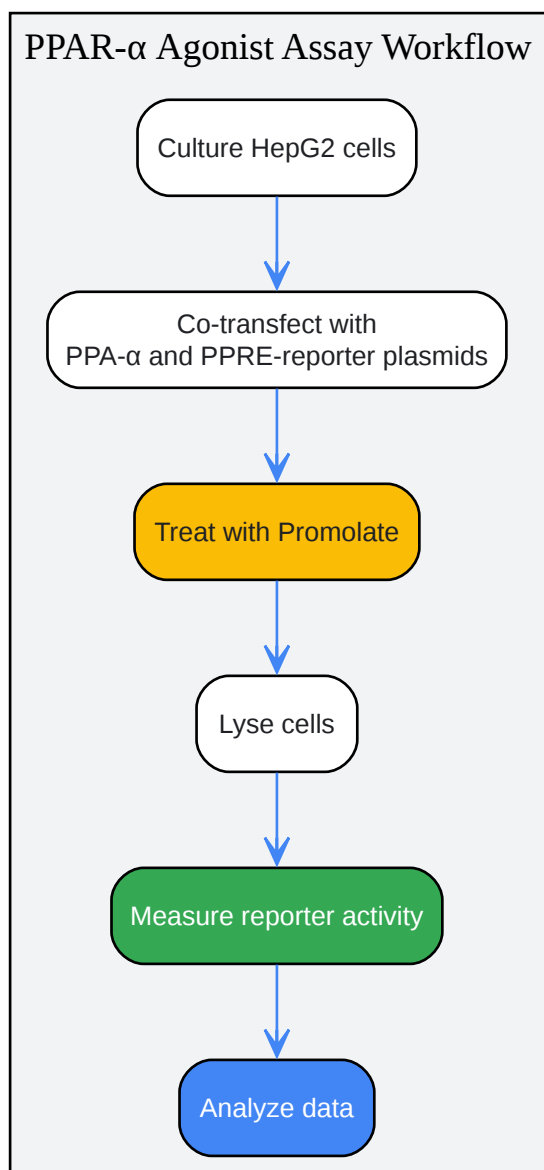 PPAR-α Agonist Assay Workflow
Culture HepG2 cells
Co-transfect with
PPA-α and PPRE-reporter plasmids
Treat with Promolate
Lyse cells
Measure reporter activity
Analyze data